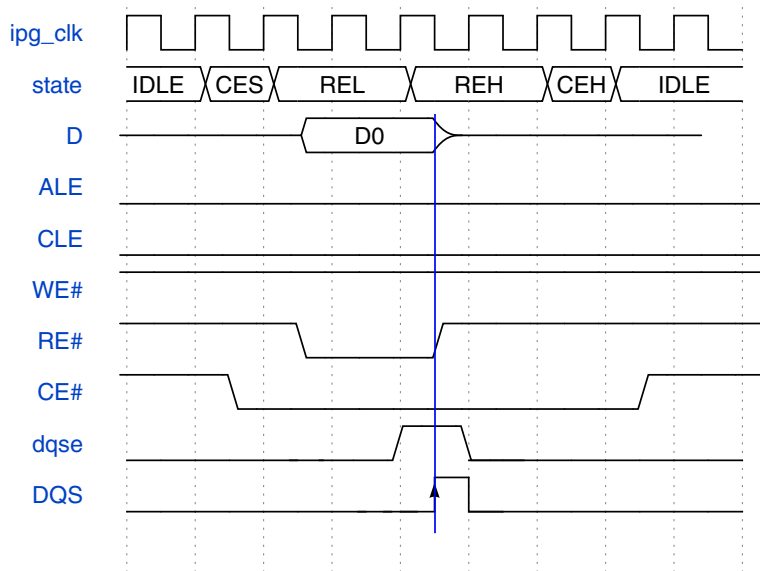 ipg_clk
state IDLE CES REL REH CEH IDLE
D D0
ALE
CLE
WE#
RE#
CE#
dqse
DQS